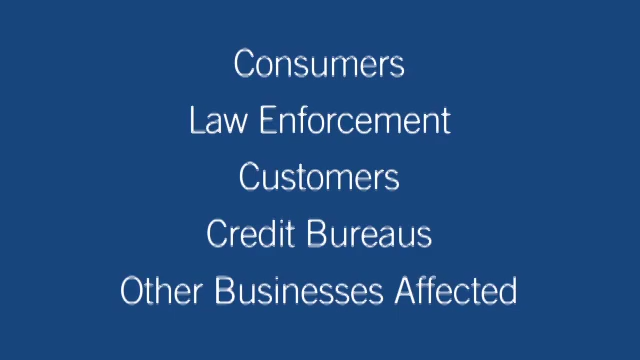 Consumers
Law Enforcement
Customers
Credit Bureaus
Other Businesses Affected